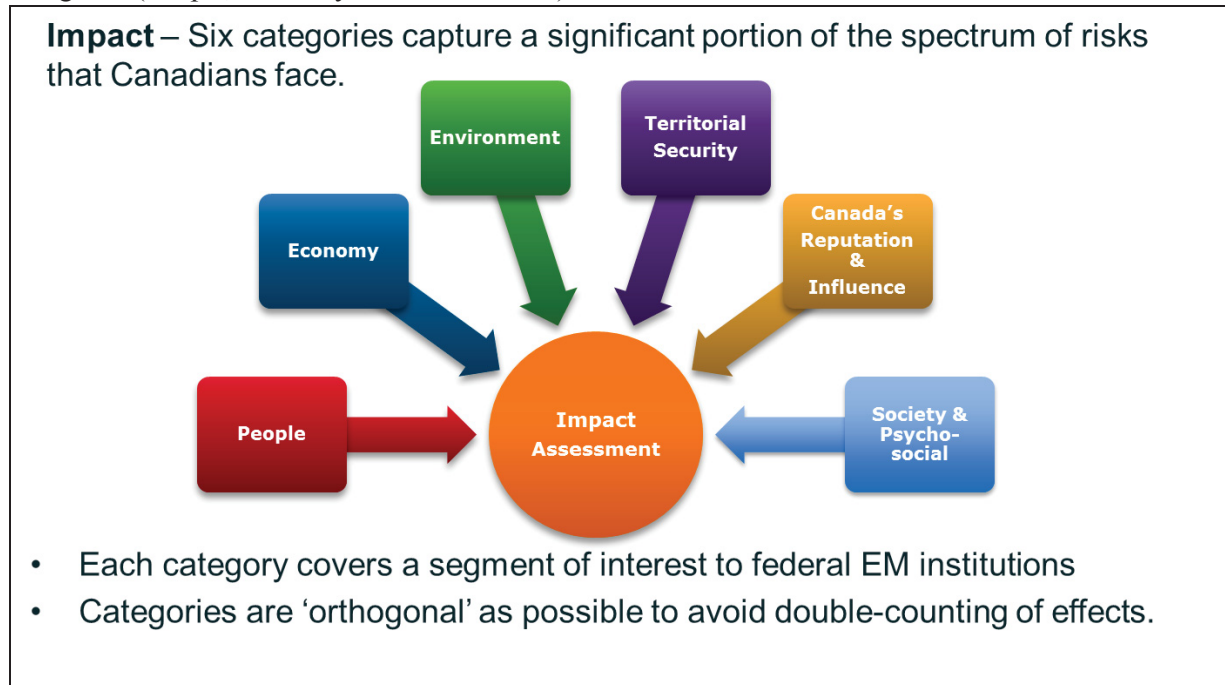 Impact – Six categories capture a significant portion of the spectrum of risks
that Canadians face.
Environment
Territorial
Security
Economy
Canada's
Reputation
&
Influence
People
Impact
Assessment
Society &
Psycho-
social
• Each category covers a segment of interest to federal EM institutions
• Categories are ‘orthogonal’ as possible to avoid double-counting of effects.